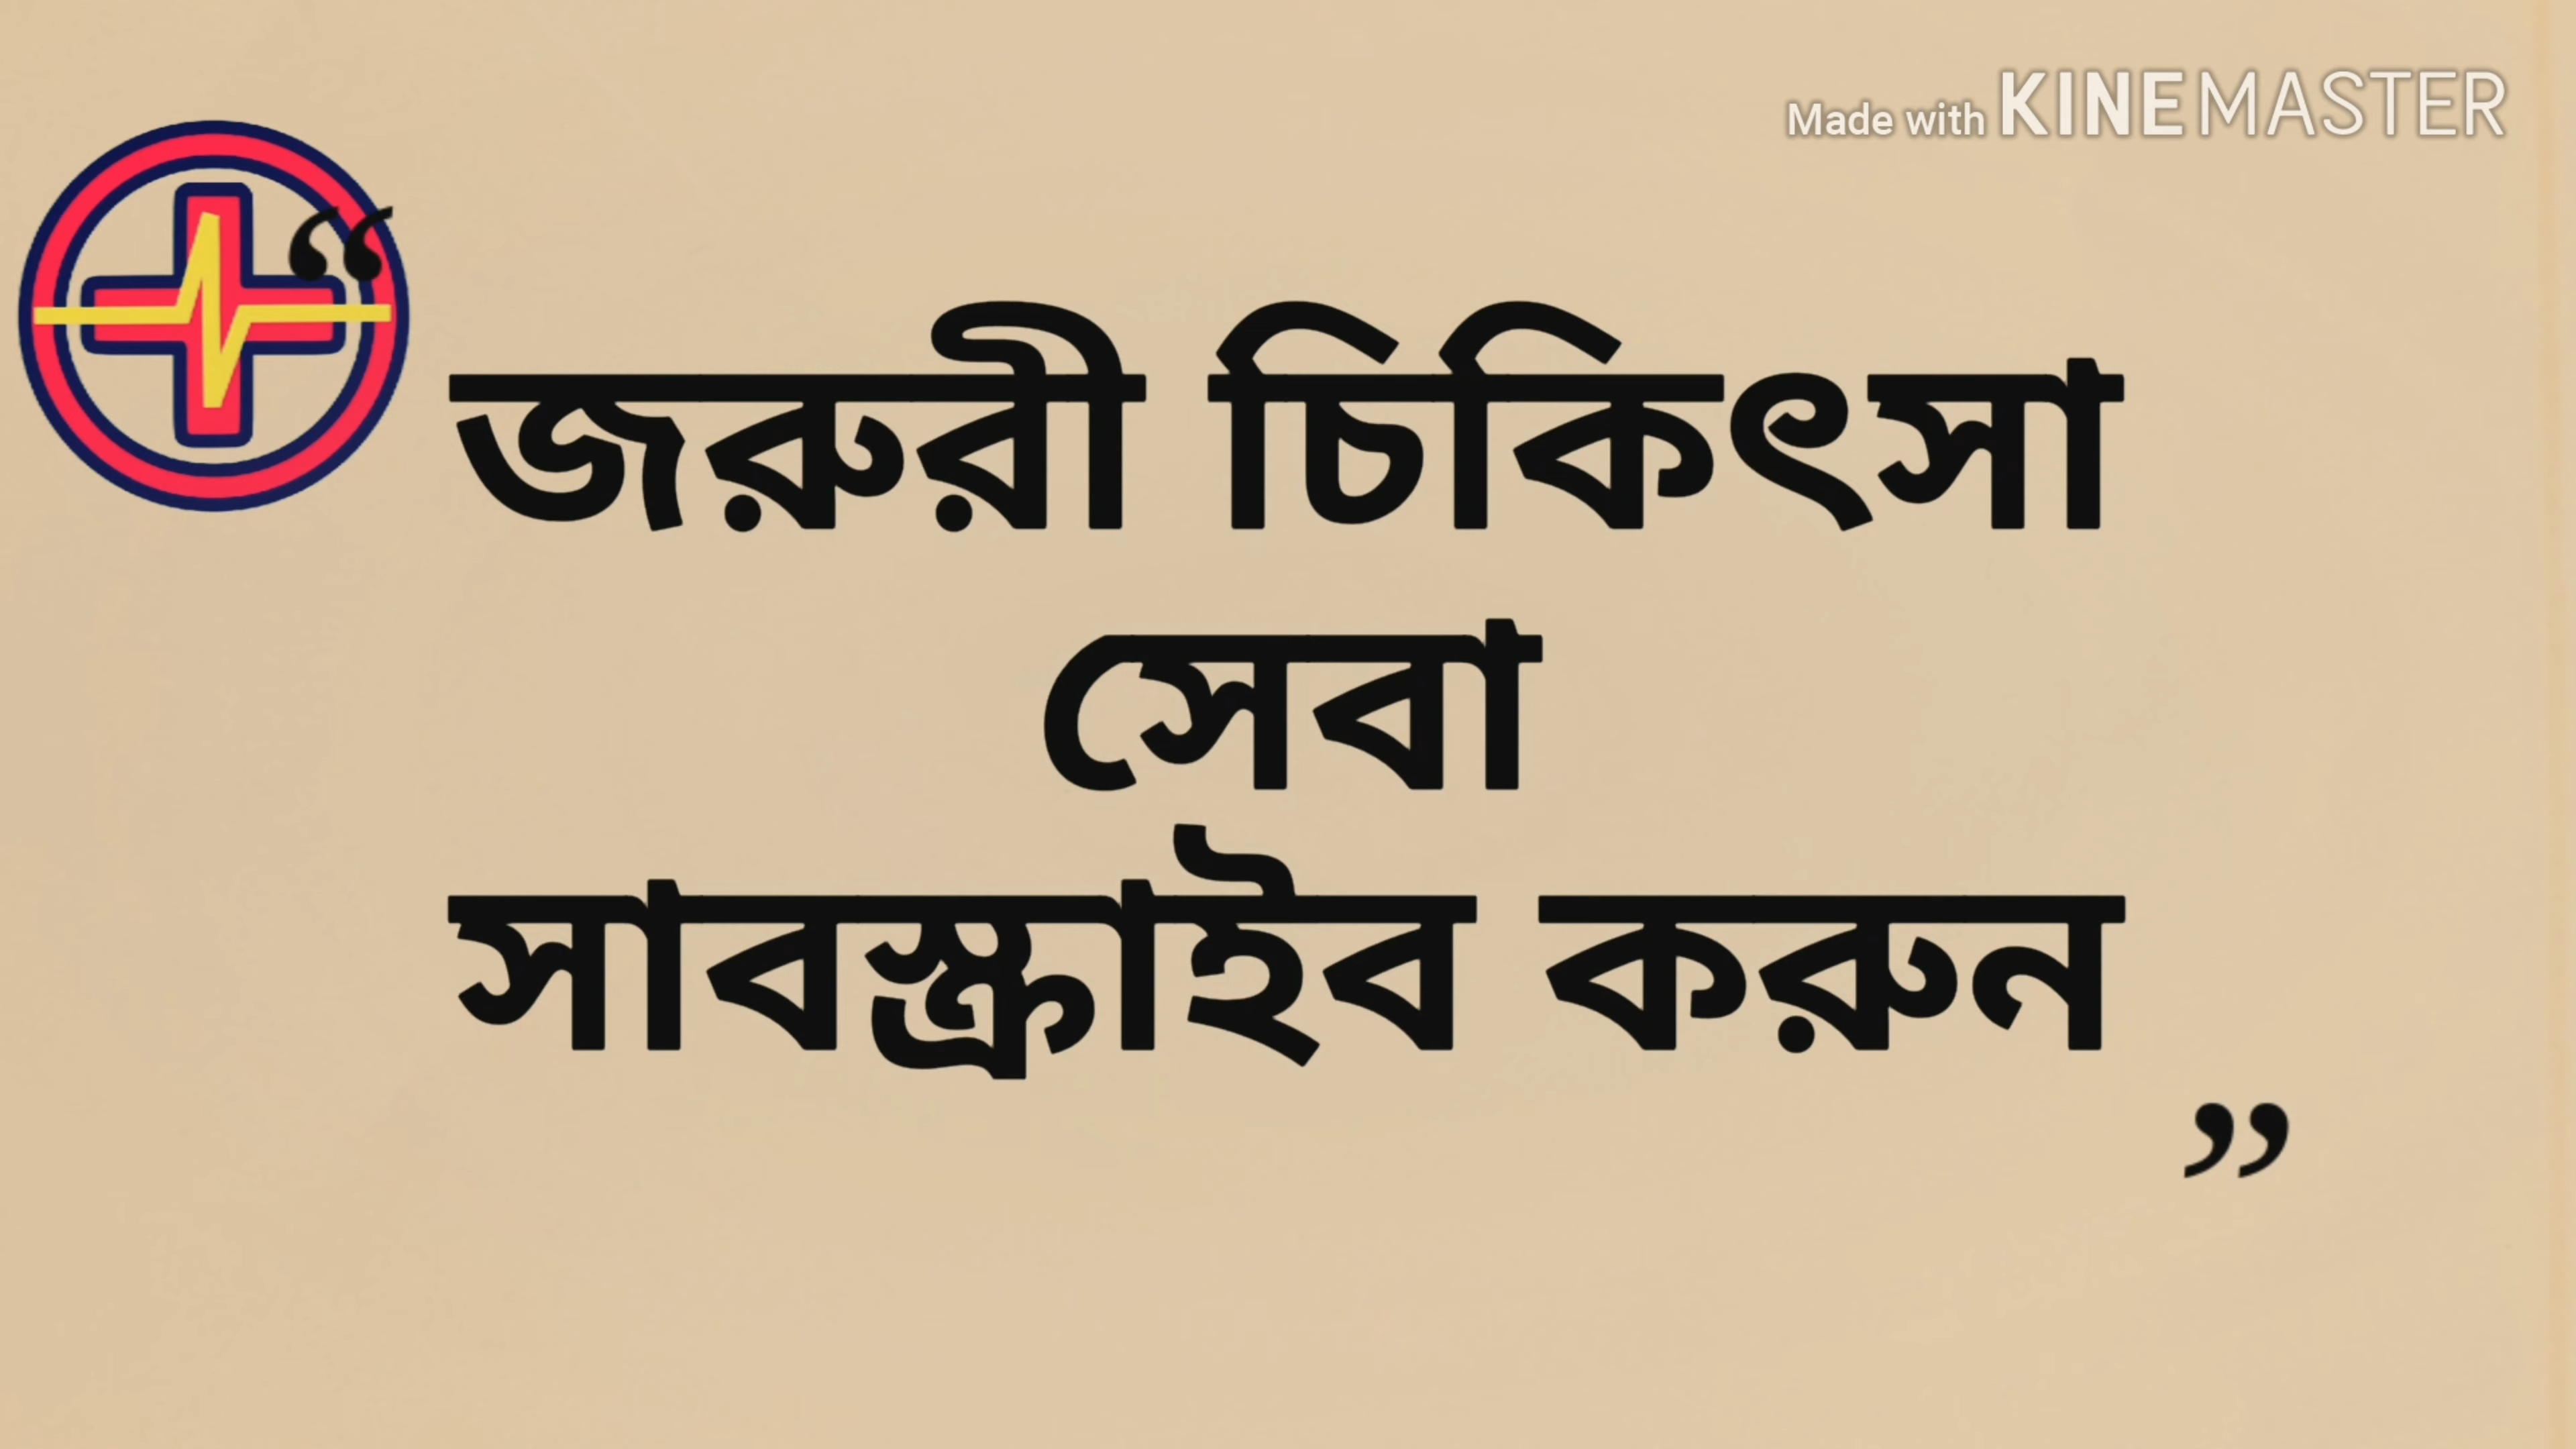 Made with KINEMASTER
“
জরুরী চিকিৎসা
সেবা
সাবস্ক্রাইব করুন
”